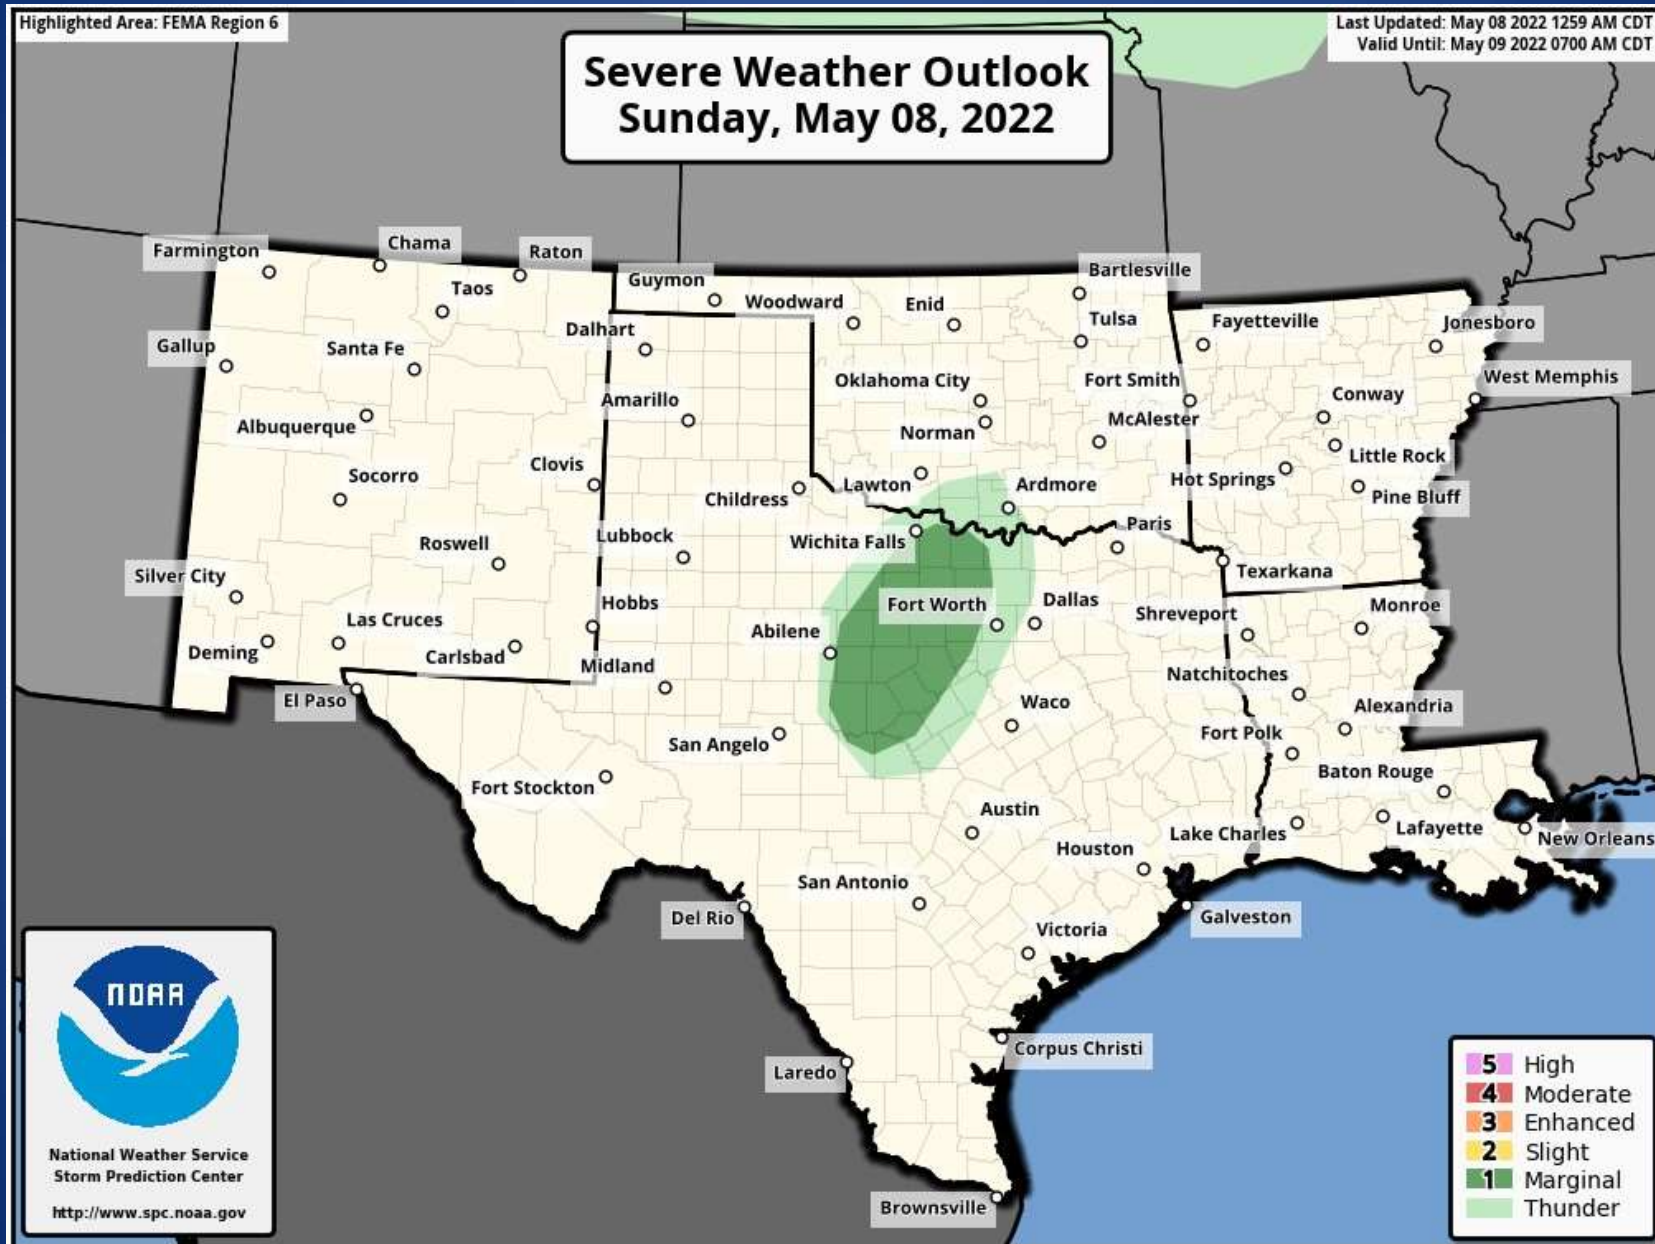 Highlighted Area: FEMA Region 6
Last Updated: May 08 2022 1259 AM CDT
Valid Until: May 09 2022 0700 AM CDT
Severe Weather Outlook
Sunday, May 08, 2022
Farmington
Chama
Raton
Taos
Guymon
Woodward
Enid
Bartlesville
Tulsa
Fayetteville
Jonesboro
Gallup
Santa Fe
Dalhart
Oklahoma City
Fort Smith
West Memphis
Amarillo
Conway
Albuquerque
Norman
McAlester
Little Rock
Socorro
Clovis
Childress
Lawton
Ardmore
Hot Springs
Pine Bluff
Roswell
Lubbock
Wichita Falls
Paris
Texarkana
Silver City
Hobbs
Fort Worth
Dallas
Shreveport
Monroe
Las Cruces
Abilene
Deming
Carlsbad
Midland
Natchitoches
El Paso
Waco
Alexandria
San Angelo
Fort Polk
Fort Stockton
Baton Rouge
Austin
Lake Charles
Lafayette
New Orleans
Houston
San Antonio
Del Rio
Galveston
Victoria
Corpus Christi
Laredo
Brownsville
NOAA
National Weather Service
Storm Prediction Center
http://www.spc.noaa.gov
5 High
4 Moderate
3 Enhanced
2 Slight
1 Marginal
Thunder